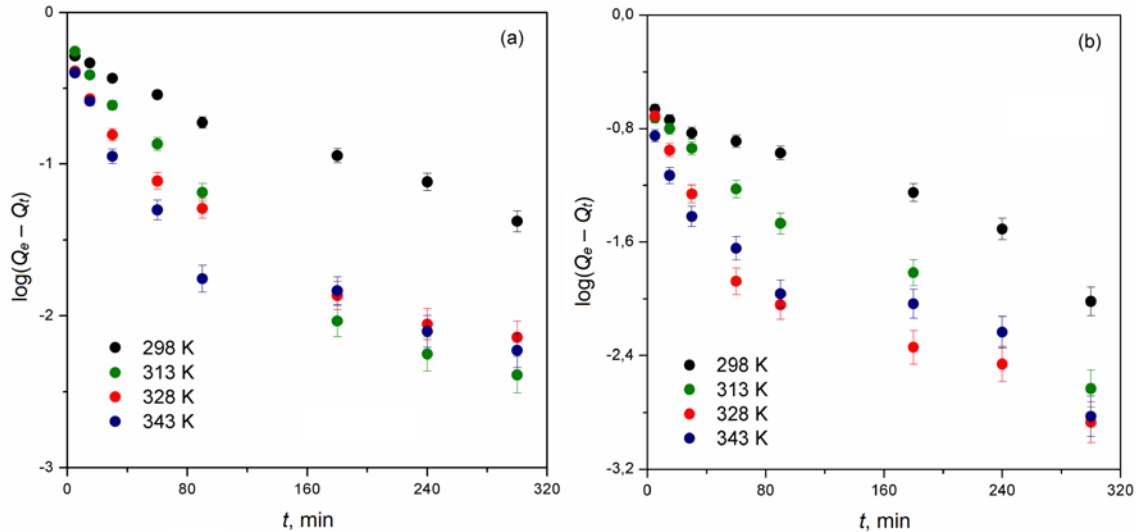 0
-1
-2
-3
log(Qₑ – Qₜ)
(a)
298 K
313 K
328 K
343 K
0 80 160 240 320
t, min
0,0
-0,8
-1,6
-2,4
-3,2
log(Qₑ – Qₜ)
(b)
298 K
313 K
328 K
343 K
0 80 160 240 320
t, min